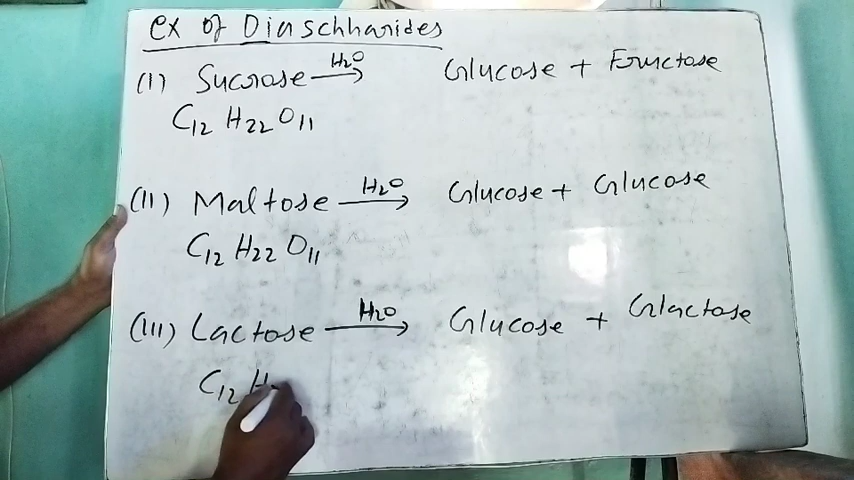 Ex of Diaschharides
(I) Sucrose H2O → Glucose + Fructose
C12 H22 O11
(II) Maltose H2O → Glucose + Glucose
C12 H22 O11
(III) Lactose H2O → Glucose + Glactose
C12 H